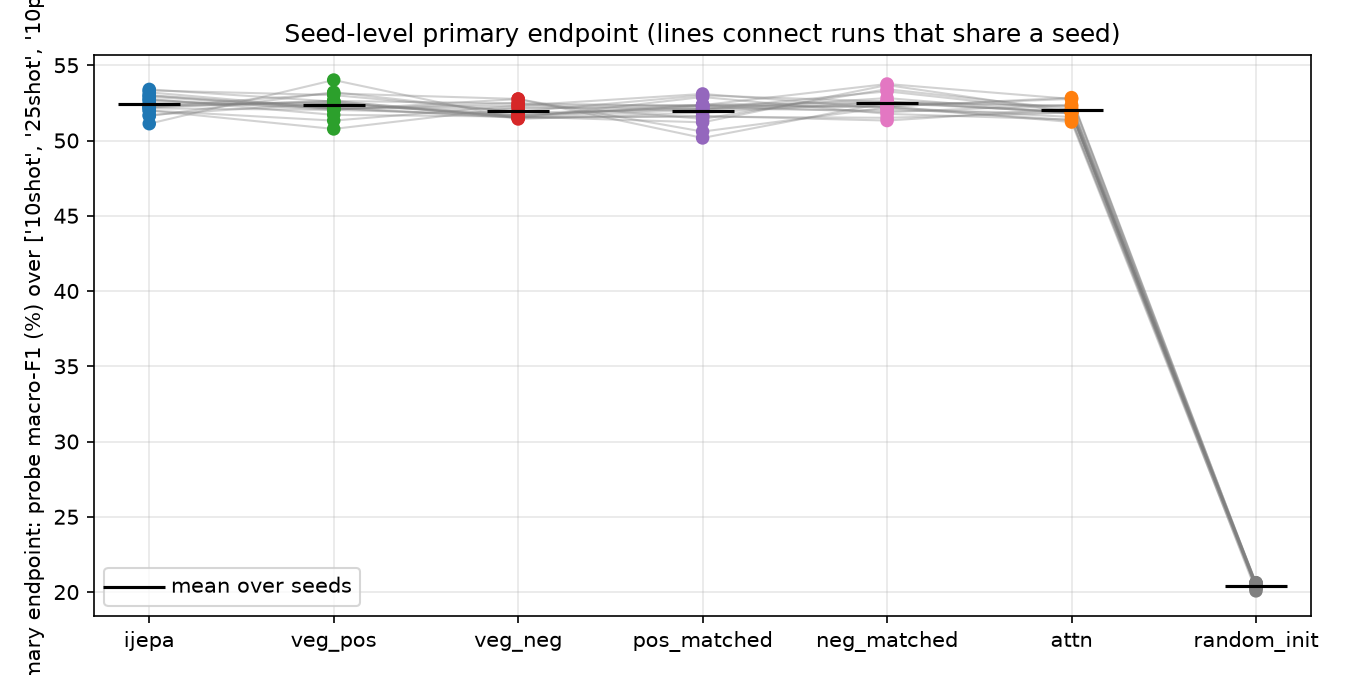 Seed-level primary endpoint (lines connect runs that share a seed)
mary endpoint: probe macro-F1 (%) over ['10shot', '25shot', '10p
55
50
45
40
35
30
25
20
mean over seeds
ijepa
veg_pos
veg_neg
pos_matched
neg_matched
attn
random_init